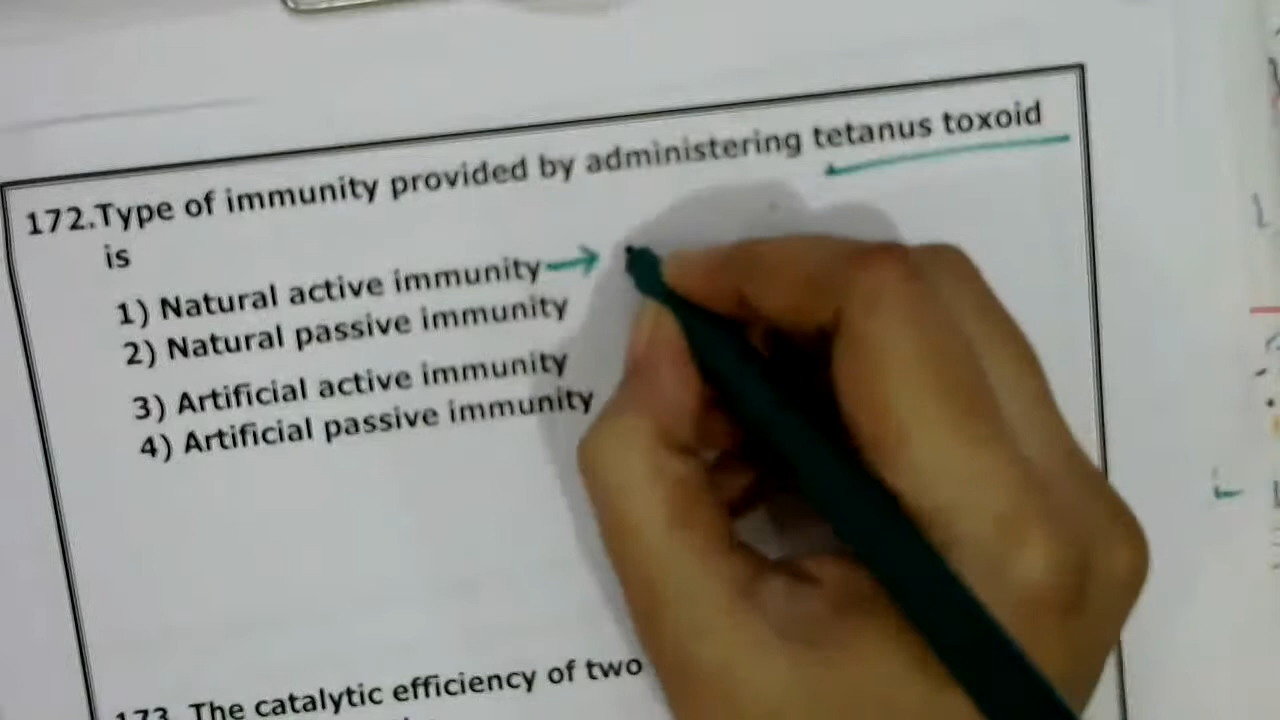 172.Type of immunity provided by administering tetanus toxoid
is
1) Natural active immunity
2) Natural passive immunity
3) Artificial active immunity
4) Artificial passive immunity
173. The catalytic efficiency of two